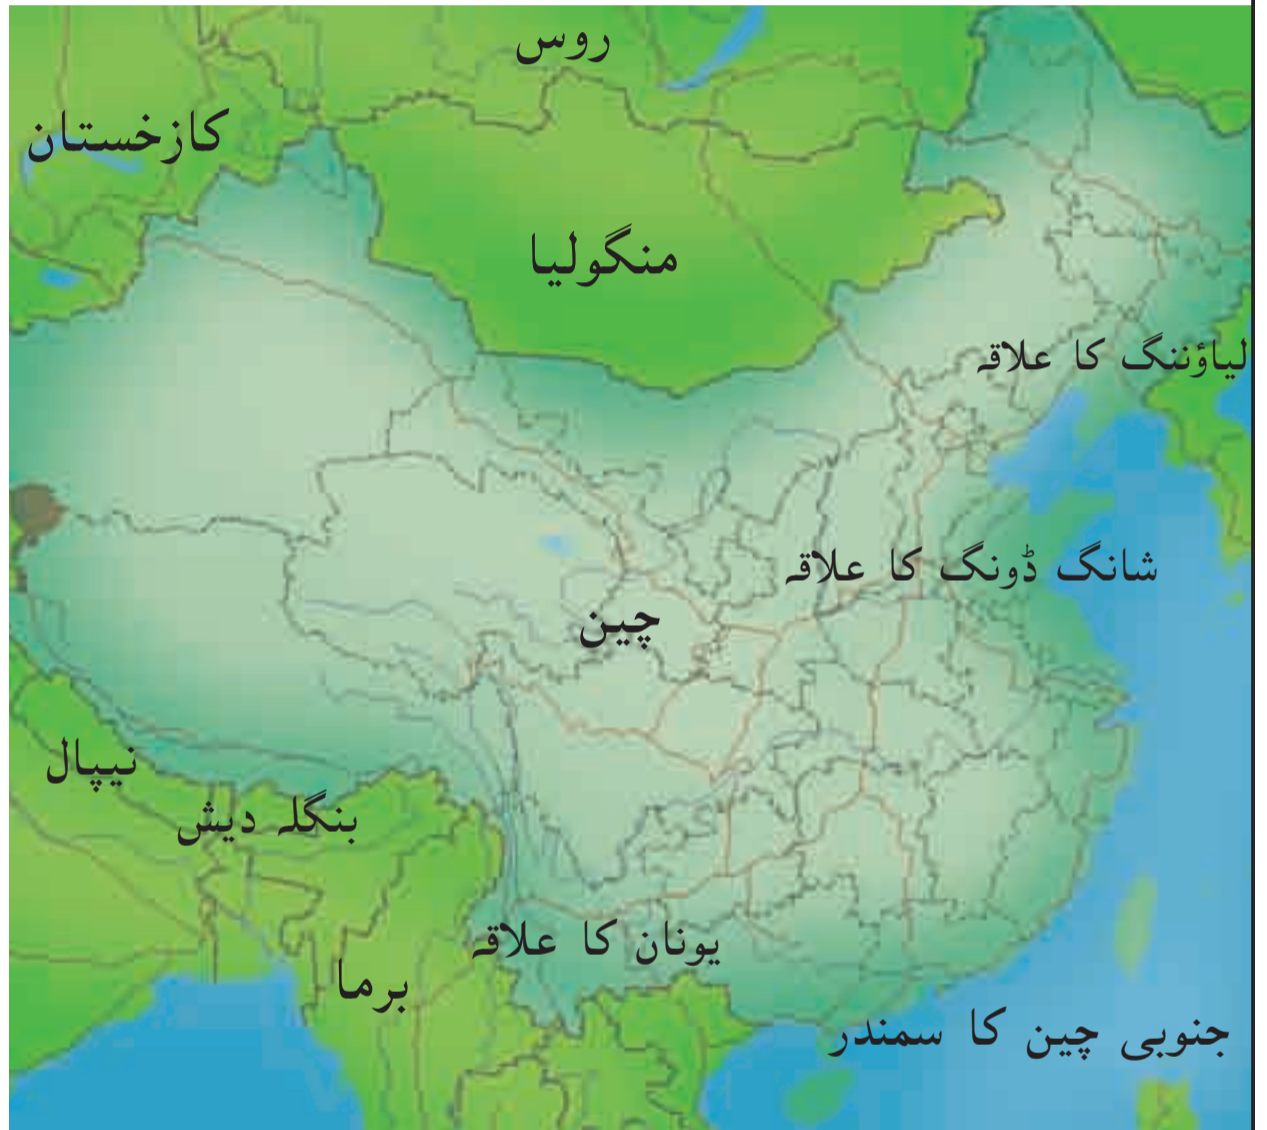 روس
کازخستان
منگولیا
لیاؤننگ کا علاقہ
شانگ ڈونگ کا علاقہ
چین
نیپال
بنگلہ دیش
یونان کا علاقہ
برما
جنوبی چین کا سمندر